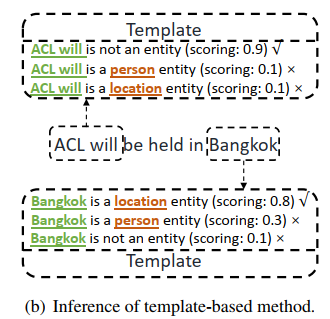 Template
ACL will is not an entity (scoring: 0.9) √
ACL will is a person entity (scoring: 0.1) ×
ACL will is a location entity (scoring: 0.1) ×
ACL will be held in Bangkok
Bangkok is a location entity (scoring: 0.8) √
Bangkok is a person entity (scoring: 0.3) ×
Bangkok is not an entity (scoring: 0.1) ×
Template
(b) Inference of template-based method.